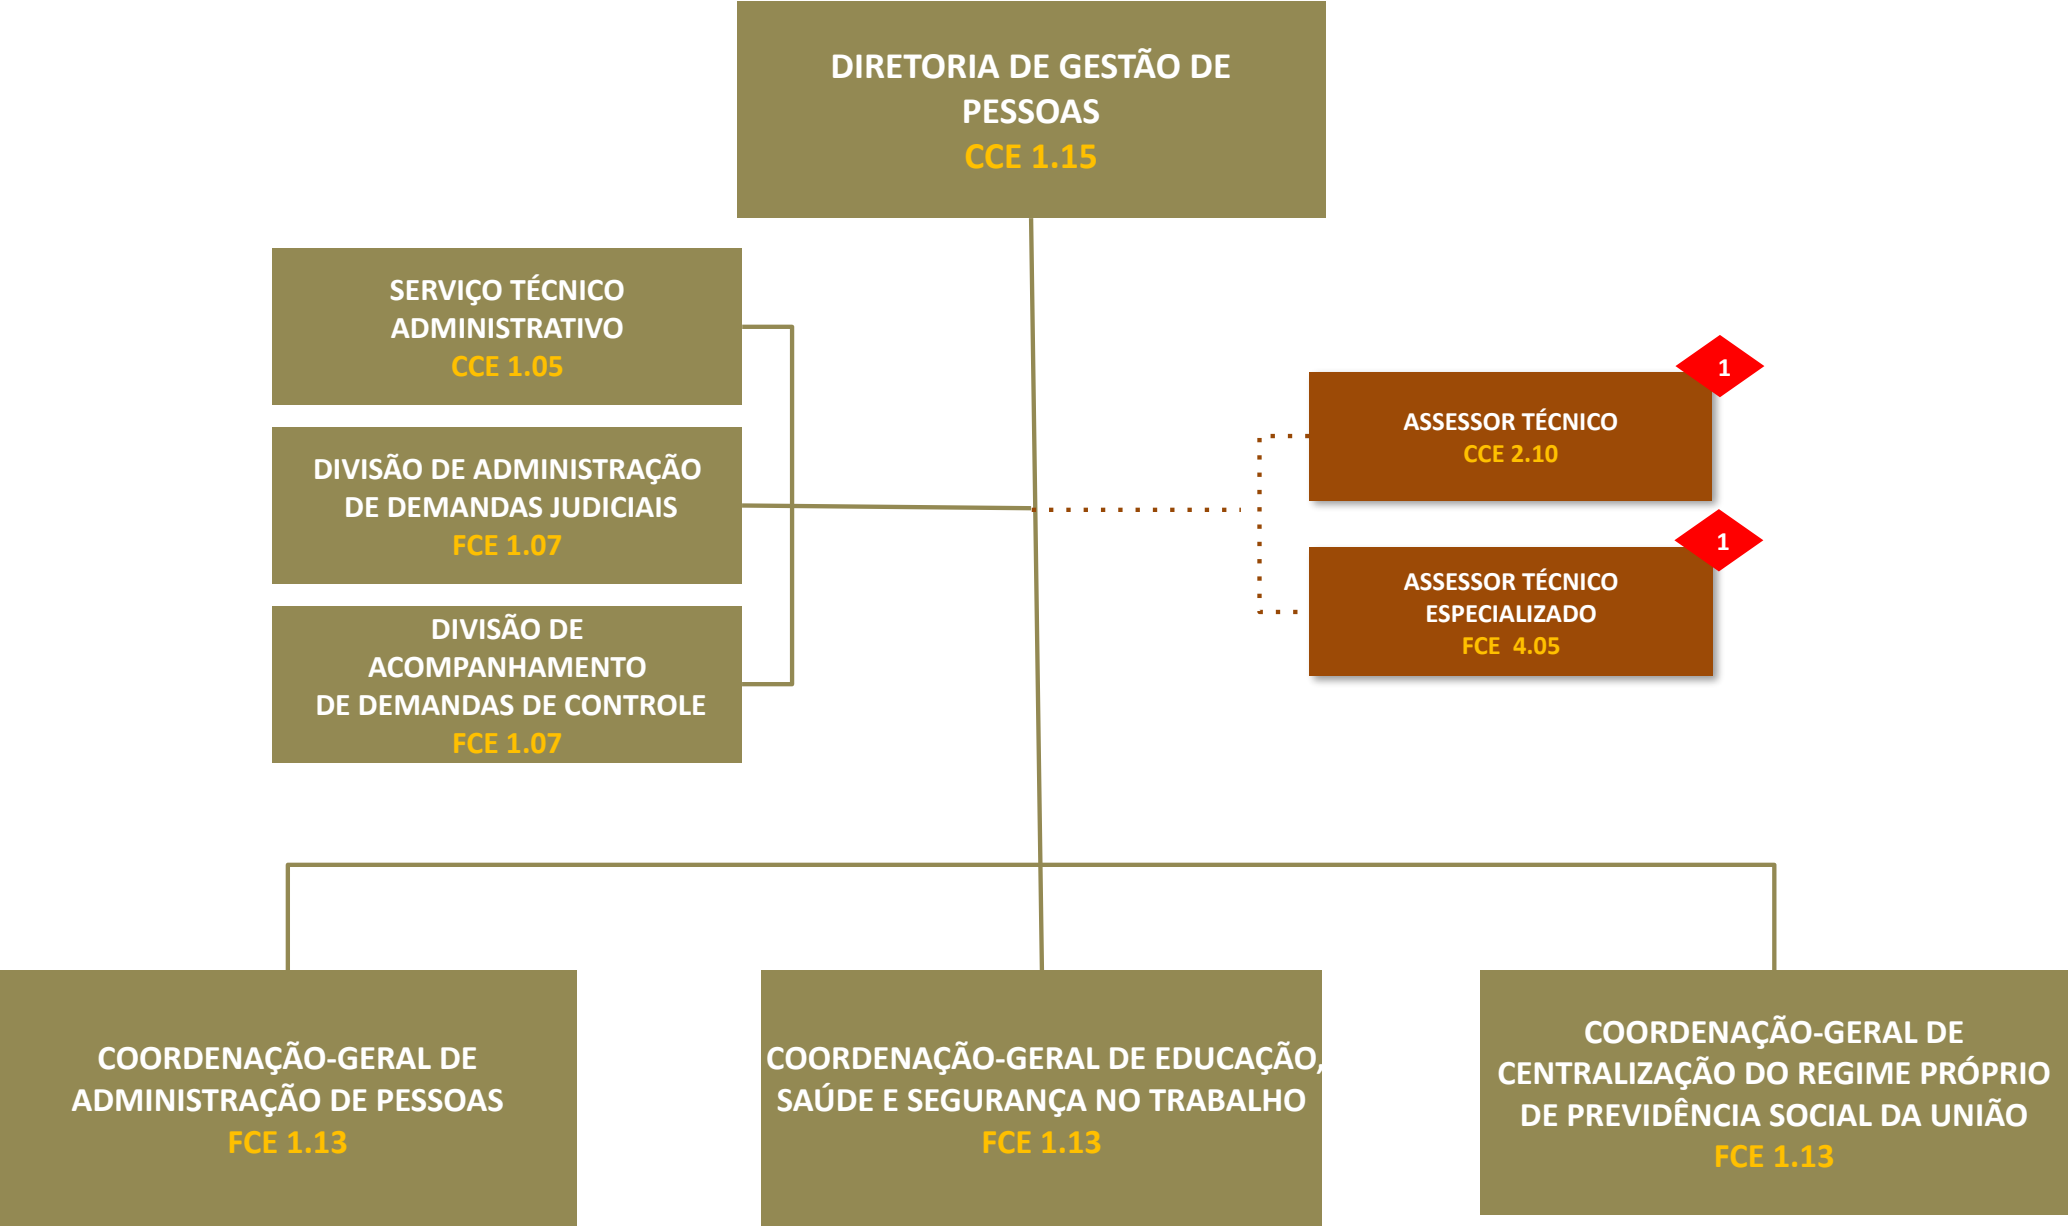 DIRETORIA DE GESTÃO DE
PESSOAS
CCE 1.15
SERVIÇO TÉCNICO
ADMINISTRATIVO
CCE 1.05
DIVISÃO DE ADMINISTRAÇÃO
DE DEMANDAS JUDICIAIS
FCE 1.07
DIVISÃO DE
ACOMPANHAMENTO
DE DEMANDAS DE CONTROLE
FCE 1.07
1
ASSESSOR TÉCNICO
CCE 2.10
1
ASSESSOR TÉCNICO
ESPECIALIZADO
FCE 4.05
COORDENAÇÃO-GERAL DE
ADMINISTRAÇÃO DE PESSOAS
FCE 1.13
COORDENAÇÃO-GERAL DE EDUCAÇÃO,
SAÚDE E SEGURANÇA NO TRABALHO
FCE 1.13
COORDENAÇÃO-GERAL DE
CENTRALIZAÇÃO DO REGIME PRÓPRIO
DE PREVIDÊNCIA SOCIAL DA UNIÃO
FCE 1.13